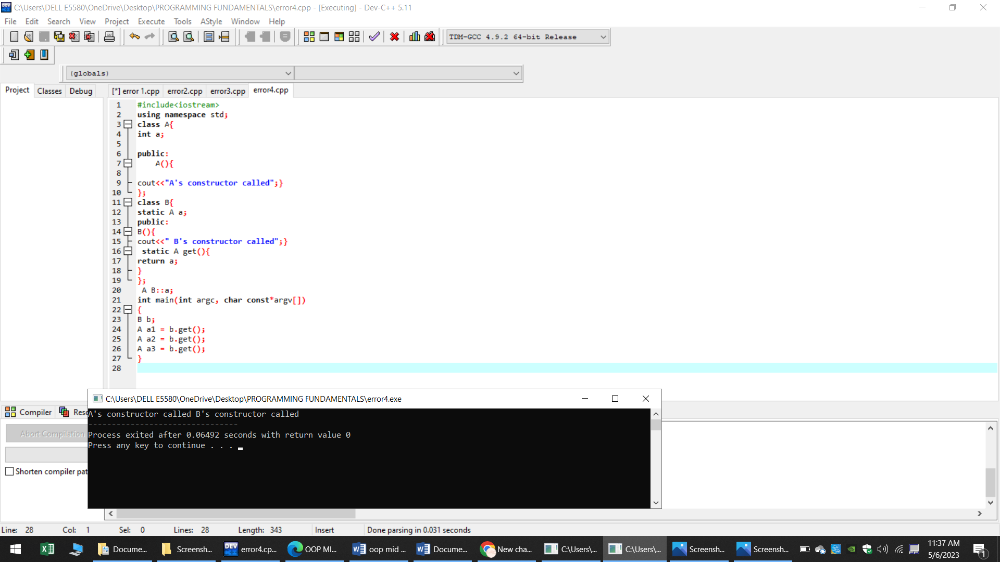 C:\Users\DELL E5580\OneDrive\Desktop\PROGRAMMING FUNDAMENTALS\error4.cpp - [Executing] - Dev-C++ 5.11
File Edit Search View Project Execute Tools AStyle Window Help
TDM-GCC 4.9.2 64-bit Release
(globals)
Project Classes Debug [*] error 1.cpp error2.cpp error3.cpp error4.cpp
1 #include<iostream>
2 using namespace std;
3 class A{
4 int a;
5
6 public:
7 A(){
8
9 cout<<"A's constructor called";}
10 };
11 class B{
12 static A a;
13 public:
14 B(){
15 cout<<" B's constructor called";}
16 static A get(){
17 return a;
18 }
19 };
20 A B::a;
21 int main(int argc, char const*argv[])
22 {
23 B b;
24 A a1 = b.get();
25 A a2 = b.get();
26 A a3 = b.get();
27 }
28
C:\Users\DELL E5580\OneDrive\Desktop\PROGRAMMING FUNDAMENTALS\error4.exe
Compiler Resc
A's constructor called B's constructor called
--------------------------------
Abort Compilation
Process exited after 0.06492 seconds with return value 0
Press any key to continue . . .
Shorten compiler pat
Line: 28 Col: 1 Sel: 0 Lines: 28 Length: 343 Insert Done parsing in 0.031 seconds
DEV
Docume... Screensh... error4.cp... OOP MI... oop mid ... Docume... New cha... C:\Users\... C:\Users\... Screensh... Screensh...
11:37 AM
5/6/2023
1